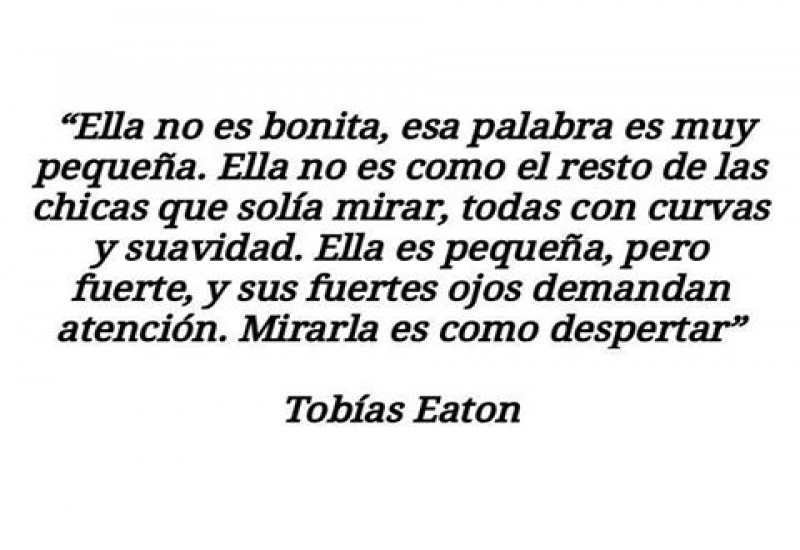 “Ella no es bonita, esa palabra es muy
pequeña. Ella no es como el resto de las
chicas que solía mirar, todas con curvas
y suavidad. Ella es pequeña, pero
fuerte, y sus fuertes ojos demandan
atención. Mirarla es como despertar”
Tobías Eaton